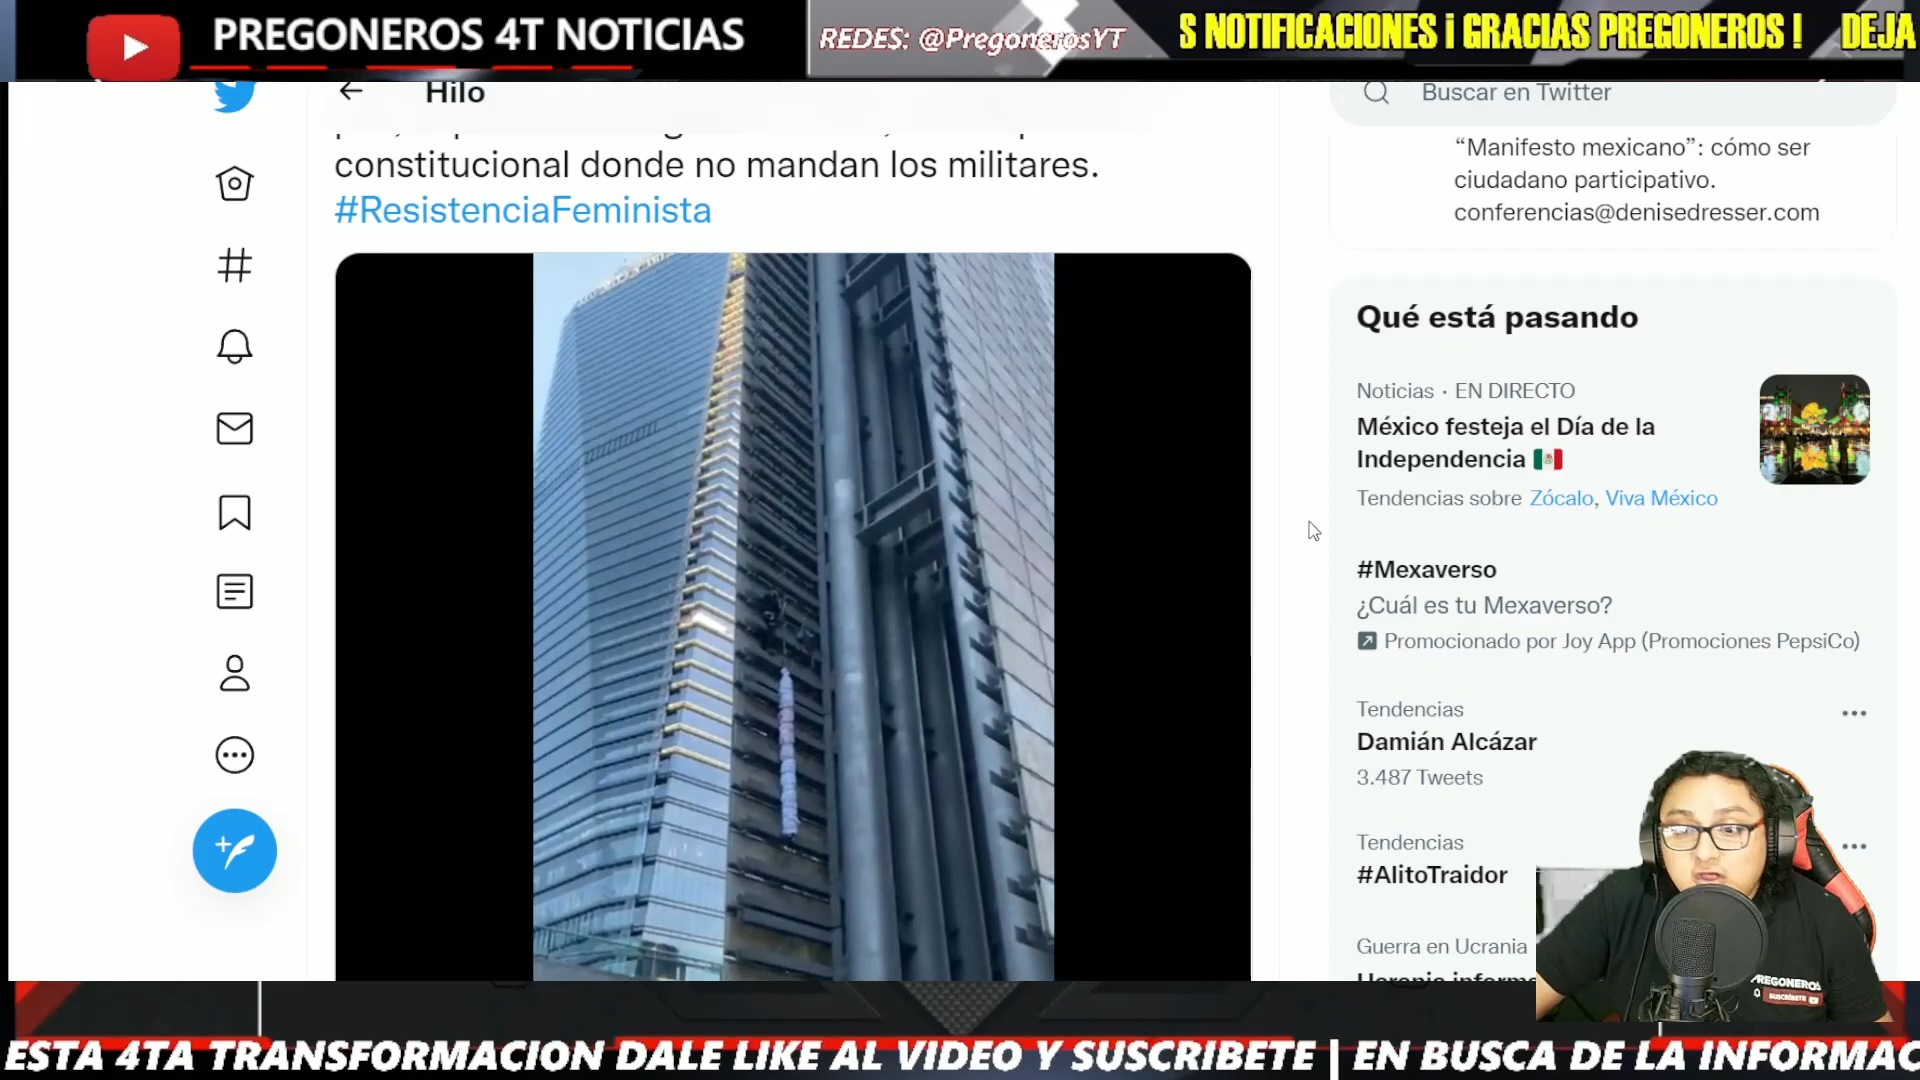 PREGONEROS 4T NOTICIAS
REDES: @PregonerosYT
S NOTIFICACIONES ¡ GRACIAS PREGONEROS ! DEJA
Hilo
Buscar en Twitter
constitucional donde no mandan los militares.
#ResistenciaFeminista
“Manifesto mexicano”: cómo ser
ciudadano participativo.
conferencias@denisedresser.com
Qué está pasando
Noticias · EN DIRECTO
México festeja el Día de la
Independencia
Tendencias sobre Zócalo, Viva México
#Mexaverso
¿Cuál es tu Mexaverso?
Promocionado por Joy App (Promociones PepsiCo)
Tendencias
Damián Alcázar
3.487 Tweets
Tendencias
#AlitoTraidor
Guerra en Ucrania
PREGONEROS
SUSCRIBETE
ESTA 4TA TRANSFORMACION DALE LIKE AL VIDEO Y SUSCRIBETE | EN BUSCA DE LA INFORMAC